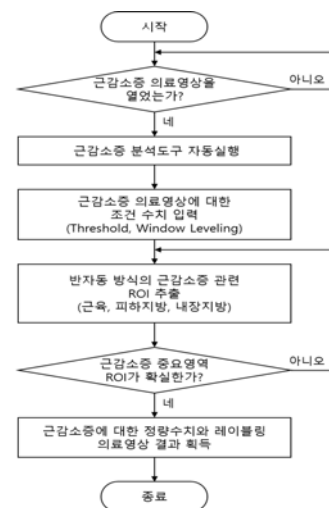 시작
근감소증 의료영상을
열었는가?
아니오
네
근감소증 분석도구 자동실행
근감소증 의료영상에 대한
조건 수치 입력
(Threshold, Window Leveling)
반자동 방식의 근감소증 관련
ROI 추출
(근육, 피하지방, 내장지방)
근감소증 중요영역
ROI가 확실한가?
아니오
네
근감소증에 대한 정량수치와 레이블링
의료영상 결과 획득
종료